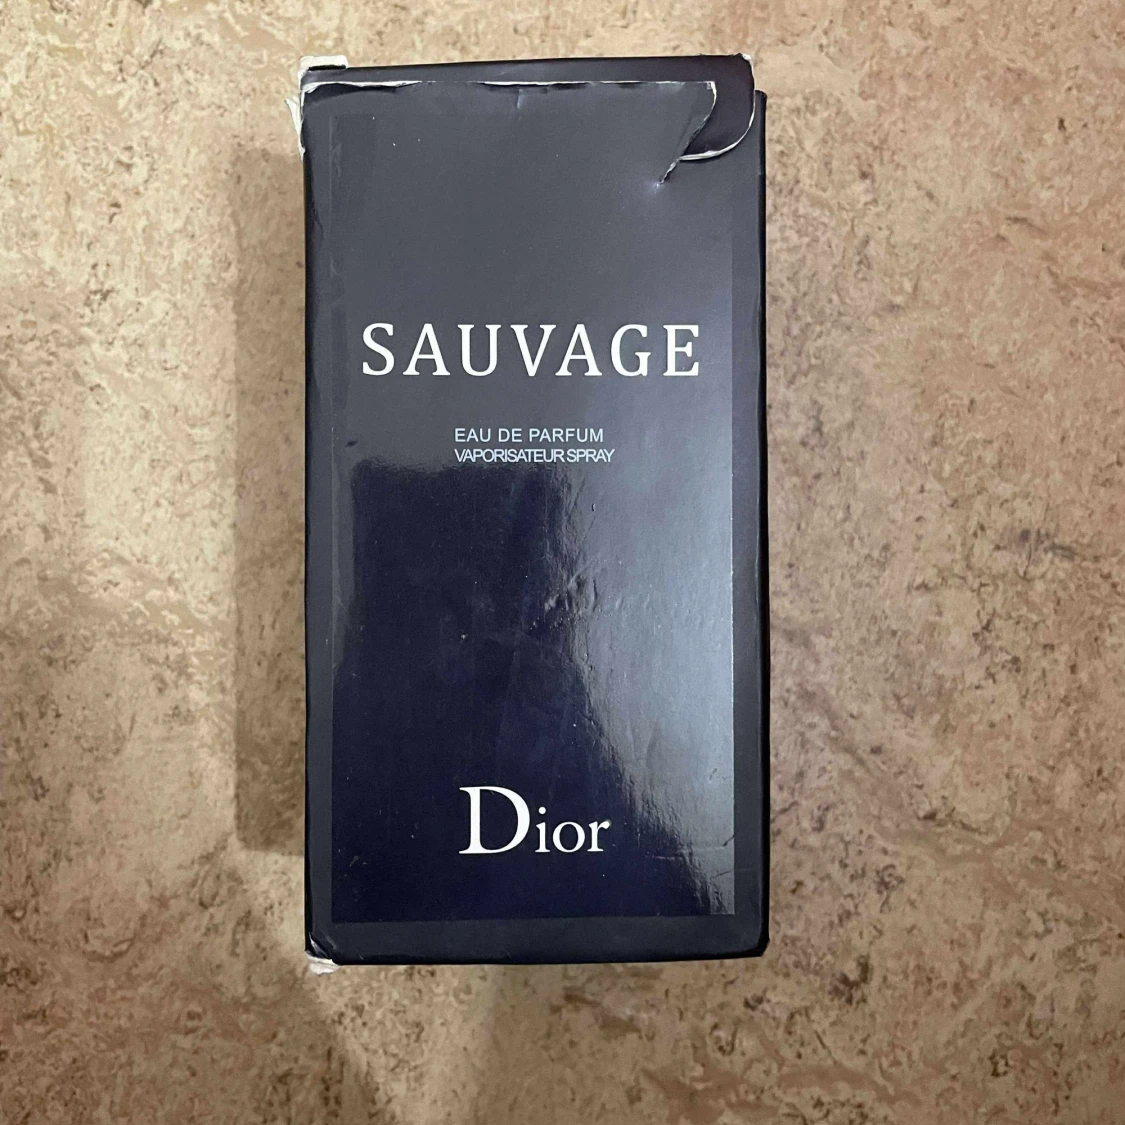 SAUVAGE
EAU DE PARFUM
VAPORISATEUR SPRAY
Dior